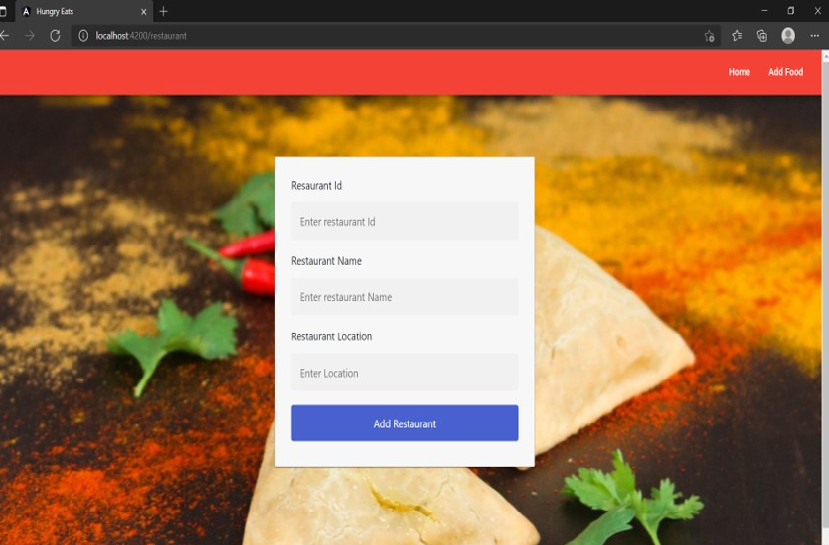 Hungry Eats
localhost:4200/restaurant
Home Add Food
Resaurant Id
Enter restaurant Id
Restaurant Name
Enter restaurant Name
Restaurant Location
Enter Location
Add Restaurant